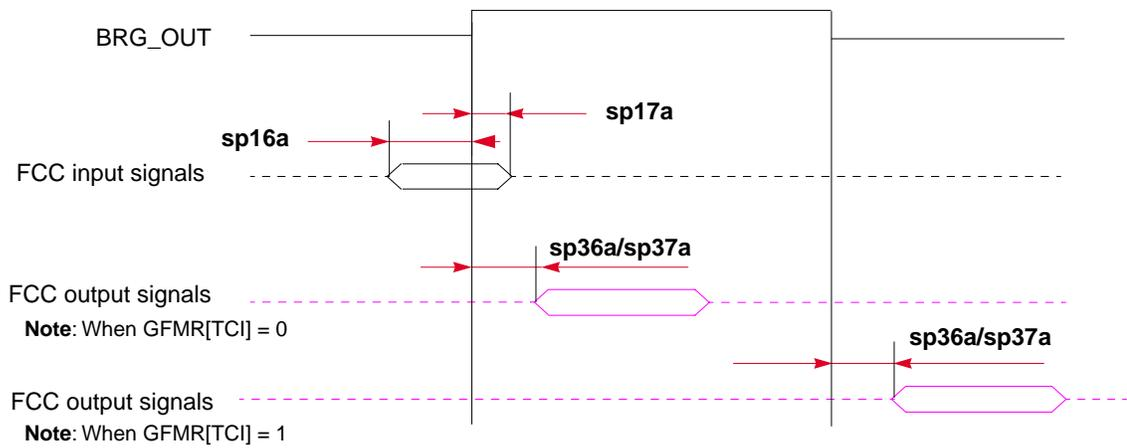 BRG_OUT
sp17a
sp16a
FCC input signals
sp36a/sp37a
FCC output signals
Note: When GFMR[TCI] = 0
sp36a/sp37a
FCC output signals
Note: When GFMR[TCI] = 1